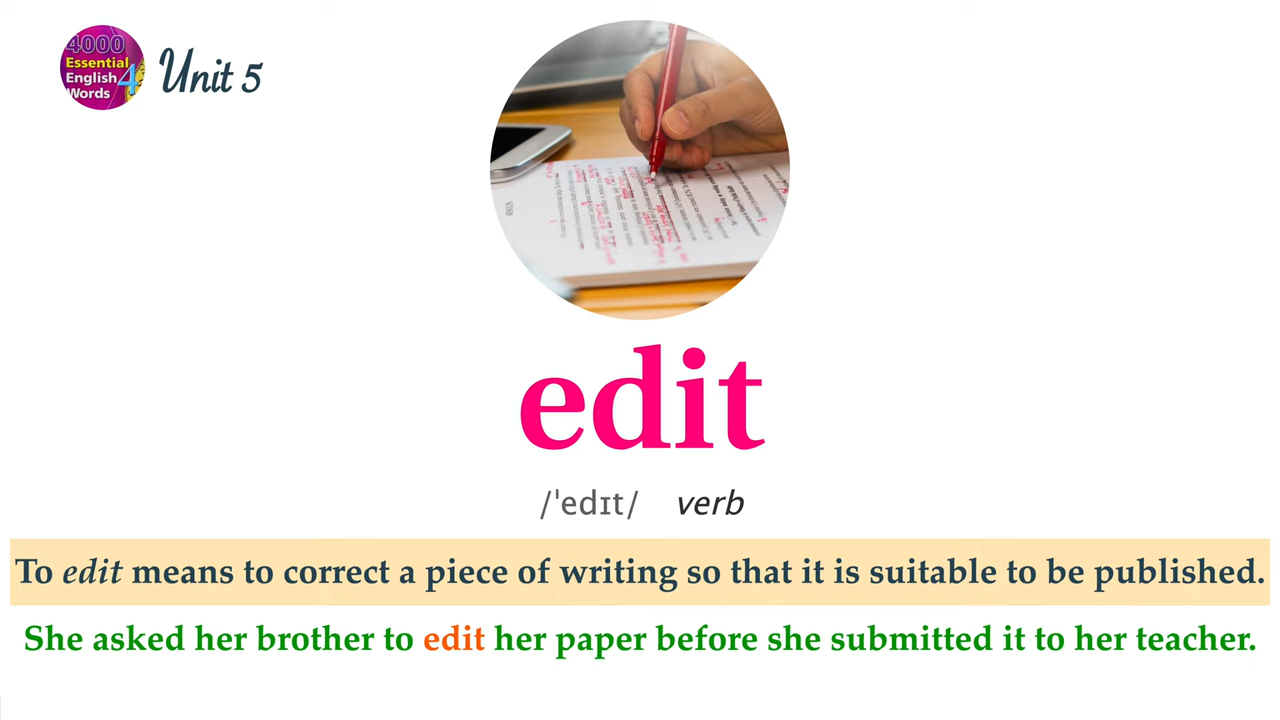 4000
Essential
English
Words 4
Unit 5
edit
/ˈedɪt/ verb
To edit means to correct a piece of writing so that it is suitable to be published.
She asked her brother to edit her paper before she submitted it to her teacher.